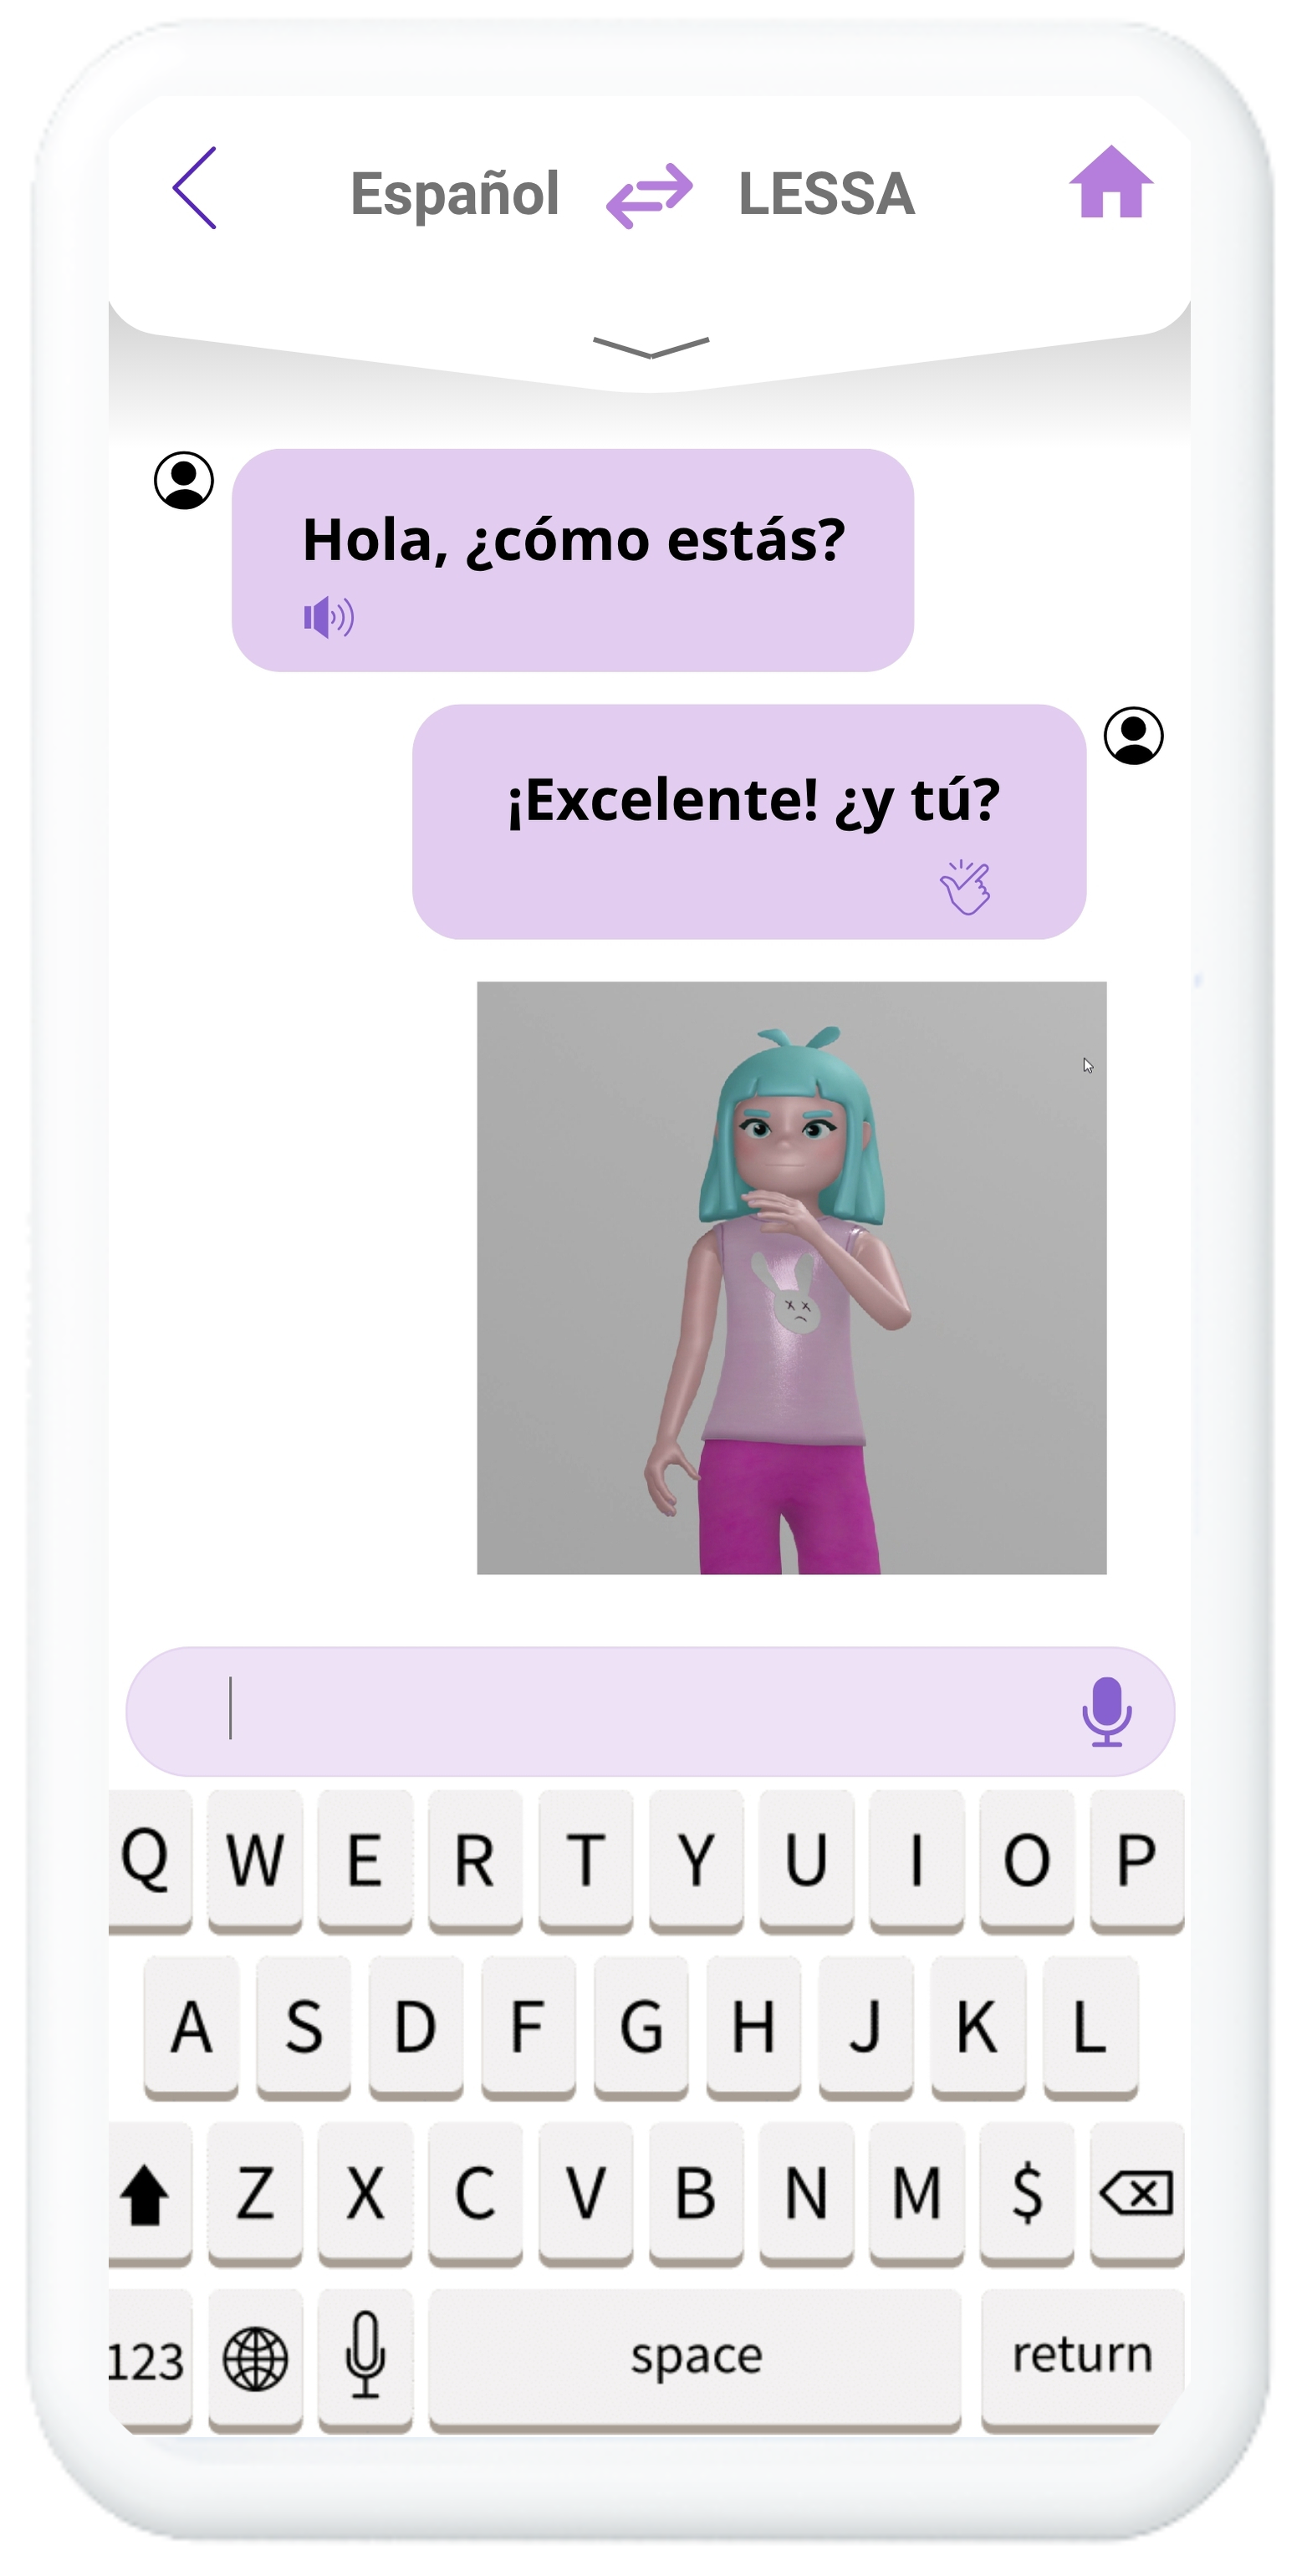 Español LESSA
Hola, ¿cómo estás?
¡Excelente! ¿y tú?
Q W E R T Y U I O P
A S D F G H J K L
Z X C V B N M $
123 space return